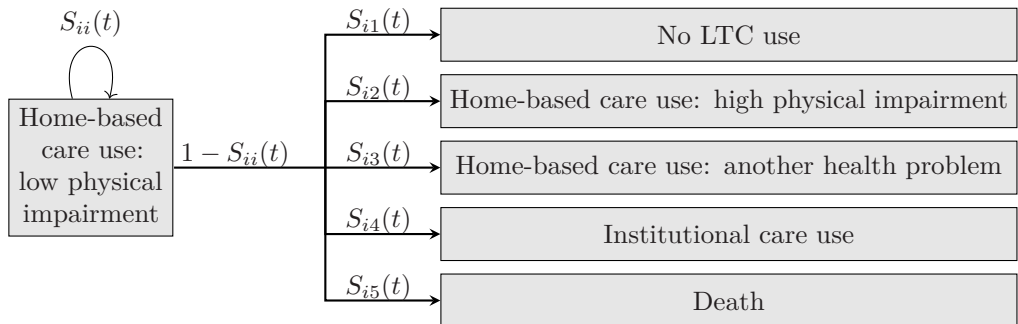 S_{ii}(t)
Home-based
care use:
low physical
impairment
1 − S_{ii}(t)
S_{i1}(t)
No LTC use
S_{i2}(t)
Home-based care use: high physical impairment
S_{i3}(t)
Home-based care use: another health problem
S_{i4}(t)
Institutional care use
S_{i5}(t)
Death